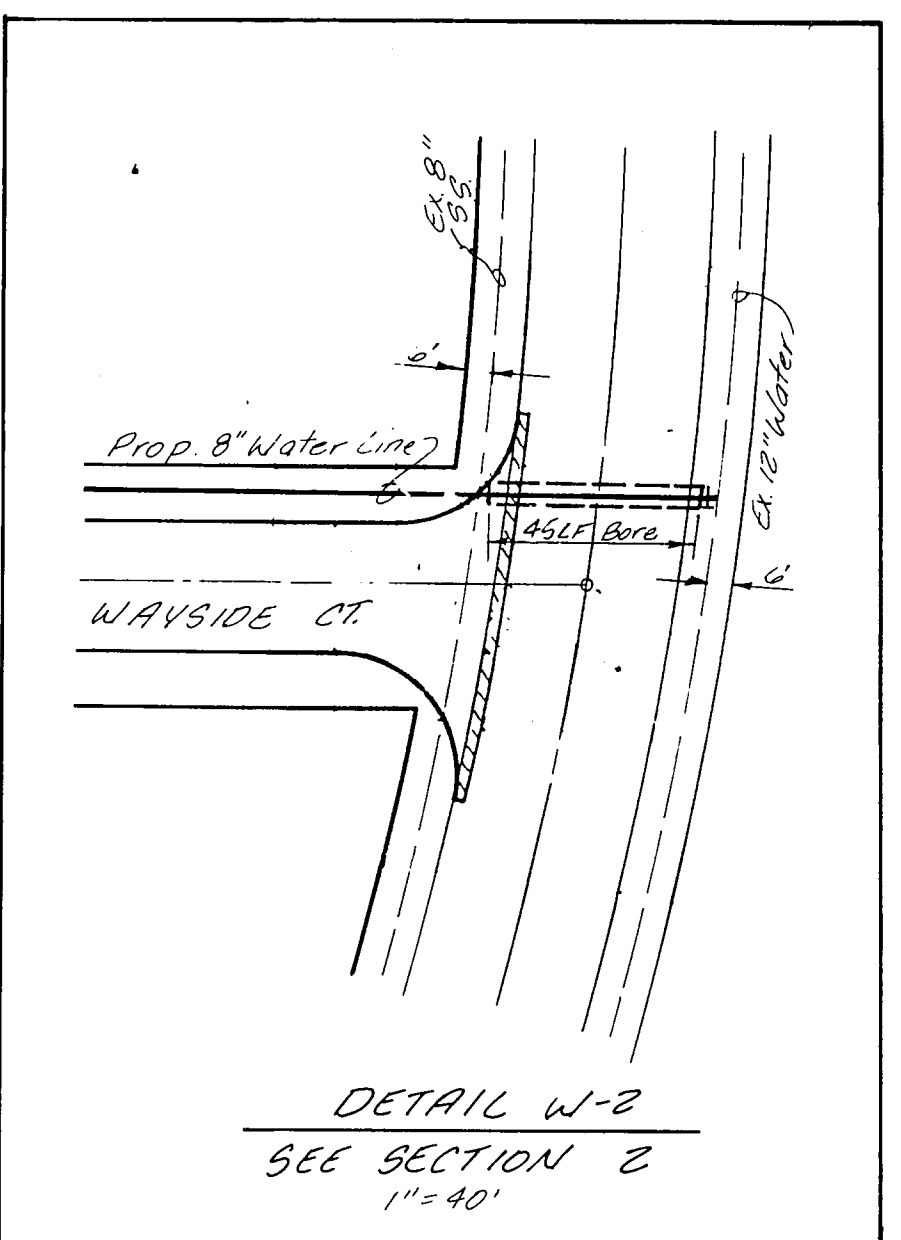 Ex. 8"
S.S.
6'
Prop. 8" Water Line
Ex. 12" Water
45LF Bore
6'
WAYSIDE CT.
DETAIL W-2
SEE SECTION 2
1"=40'